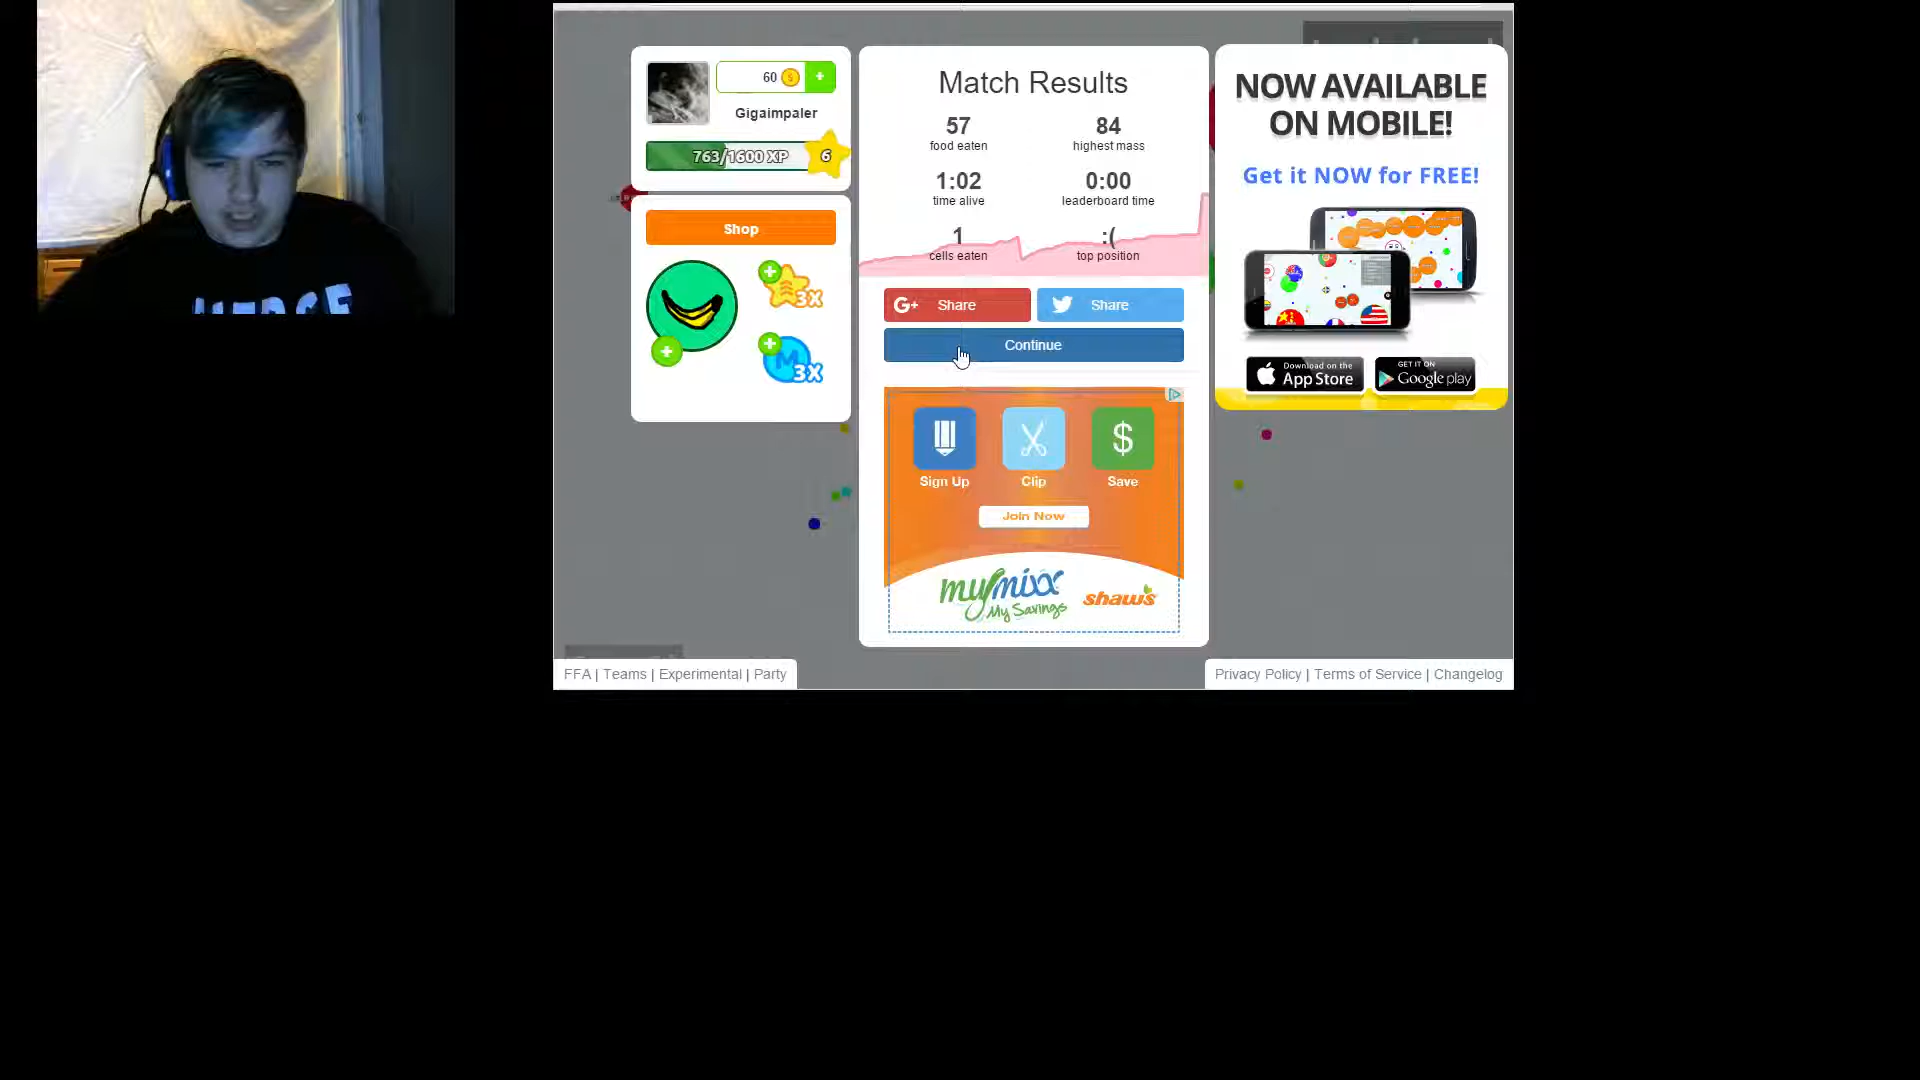 60
Gigaimpaler
763/1600 XP
6
Shop
3X
M
3X
Match Results
57
food eaten
84
highest mass
1:02
time alive
0:00
leaderboard time
1
cells eaten
:(
top position
G+ Share
Share
Continue
Sign Up
Clip
$
Save
Join Now
mymixx
My Savings
shaw's
NOW AVAILABLE
ON MOBILE!
Get it NOW for FREE!
Download on the
App Store
GET IT ON
Google play
FFA | Teams | Experimental | Party
Privacy Policy | Terms of Service | Changelog